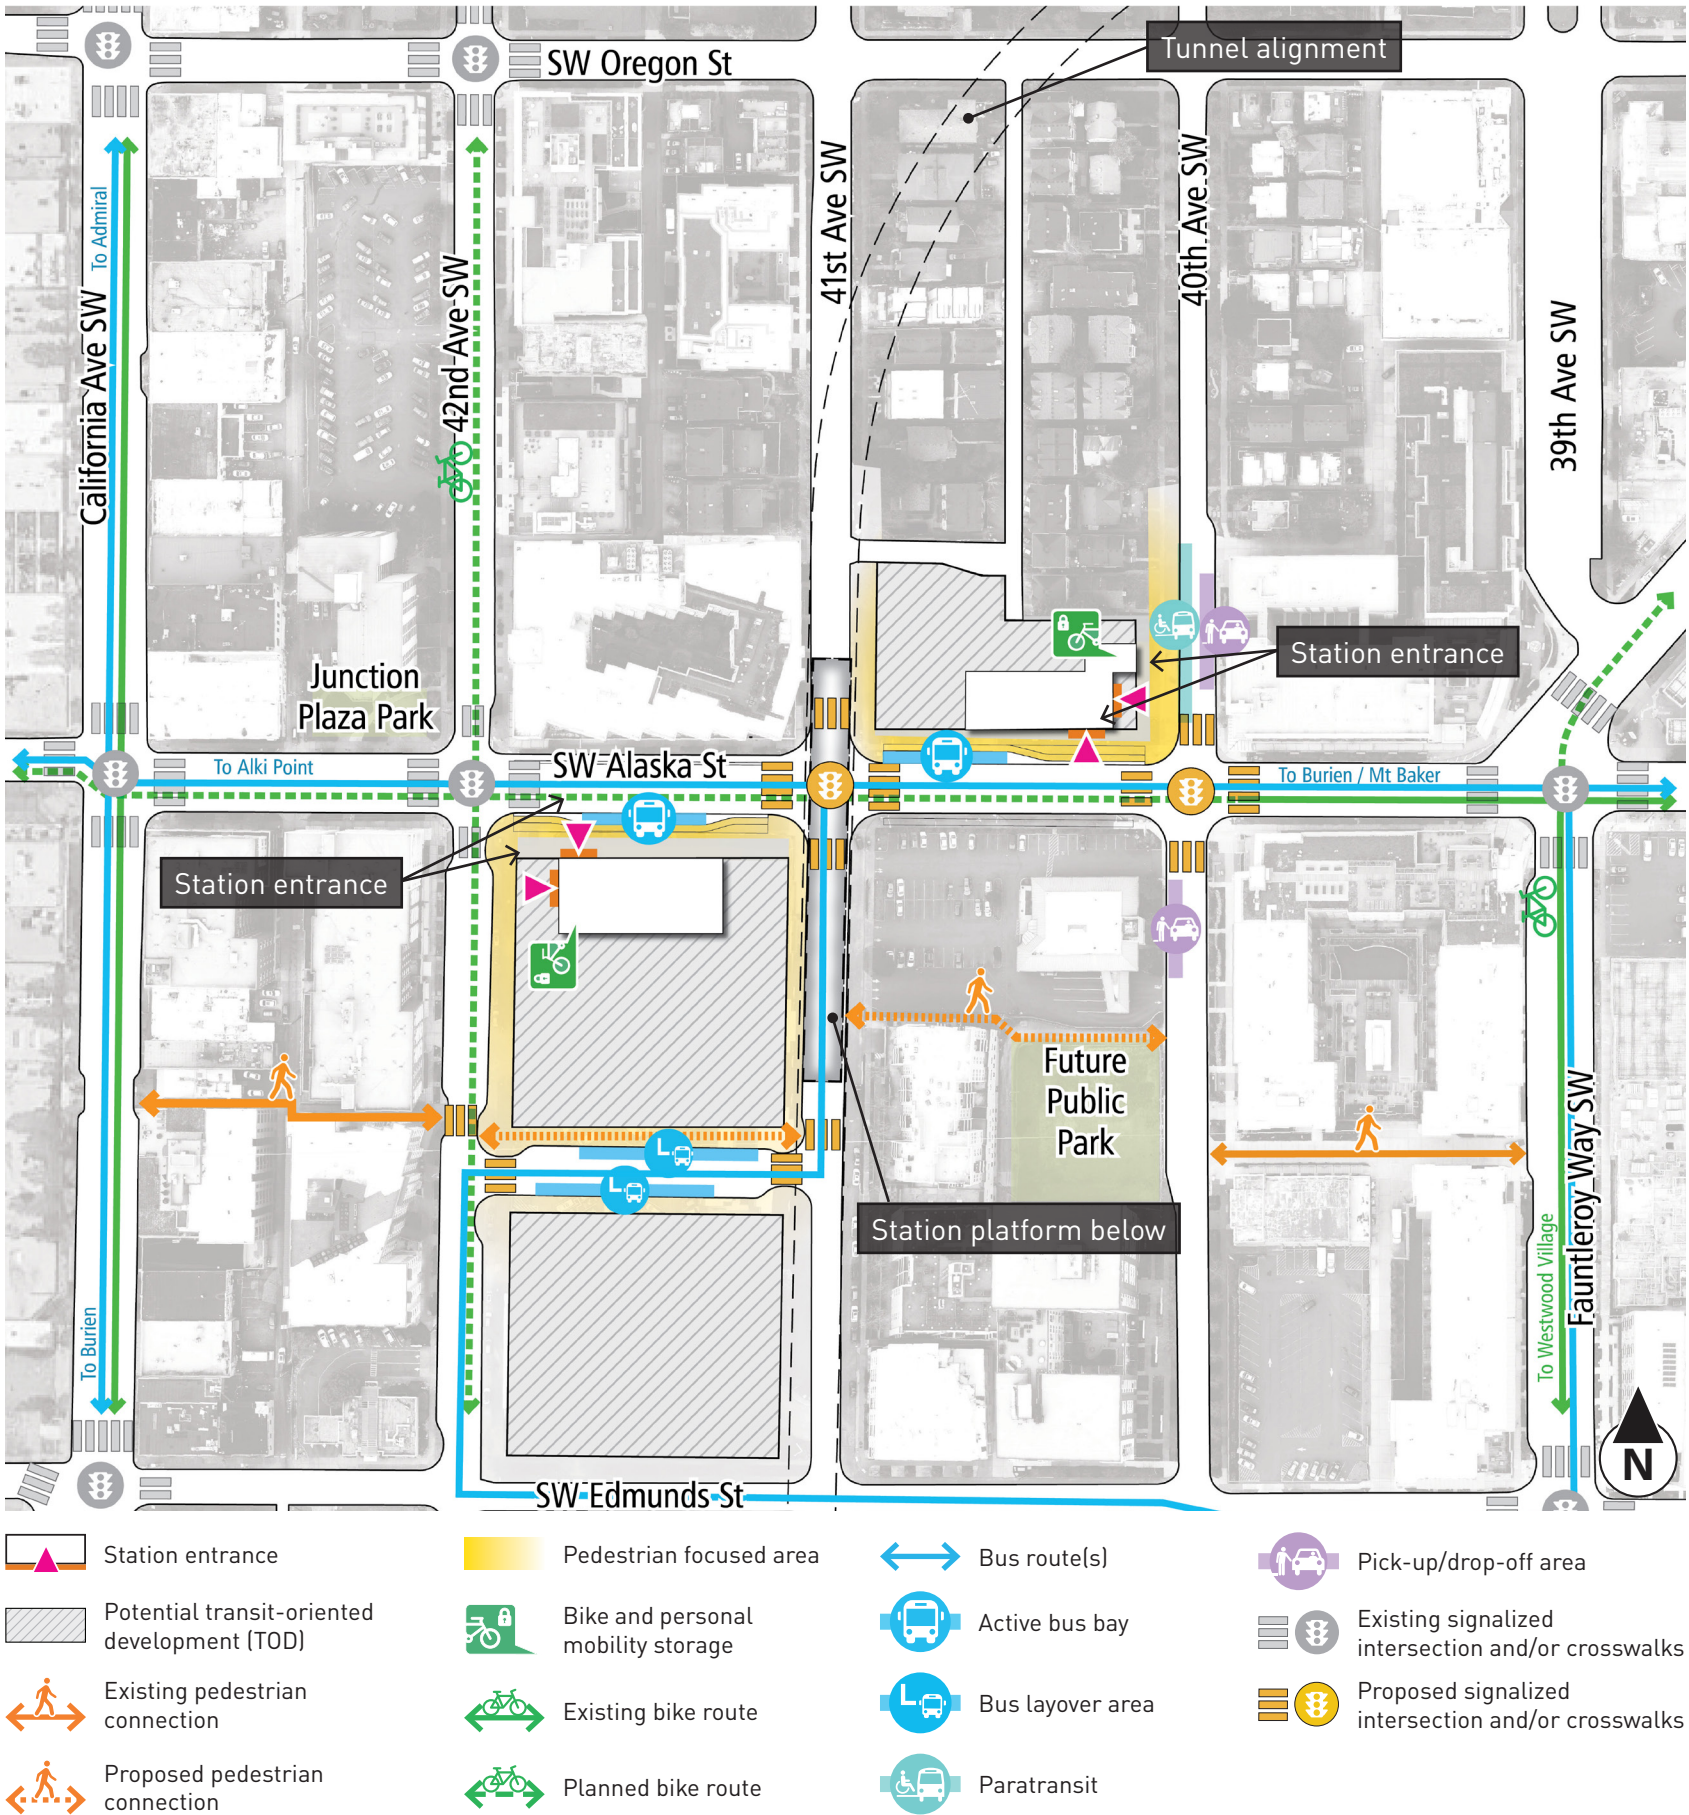 SW Oregon St
Tunnel alignment
41st Ave SW
40th Ave SW
To Admiral
42nd Ave SW
California Ave SW
39th Ave SW
Station entrance
Junction
Plaza Park
To Alki Point
SW Alaska St
To Burien / Mt Baker
Station entrance
Future
Public
Park
L
L
Station platform below
Fauntleroy Way SW
To Westwood Village
To Burien
N
SW Edmunds St
Station entrance
Potential transit-oriented
development (TOD)
Existing pedestrian
connection
Proposed pedestrian
connection
Pedestrian focused area
Bike and personal
mobility storage
Existing bike route
Planned bike route
Bus route(s)
Active bus bay
L
Bus layover area
Paratransit
Pick-up/drop-off area
Existing signalized
intersection and/or crosswalks
Proposed signalized
intersection and/or crosswalks